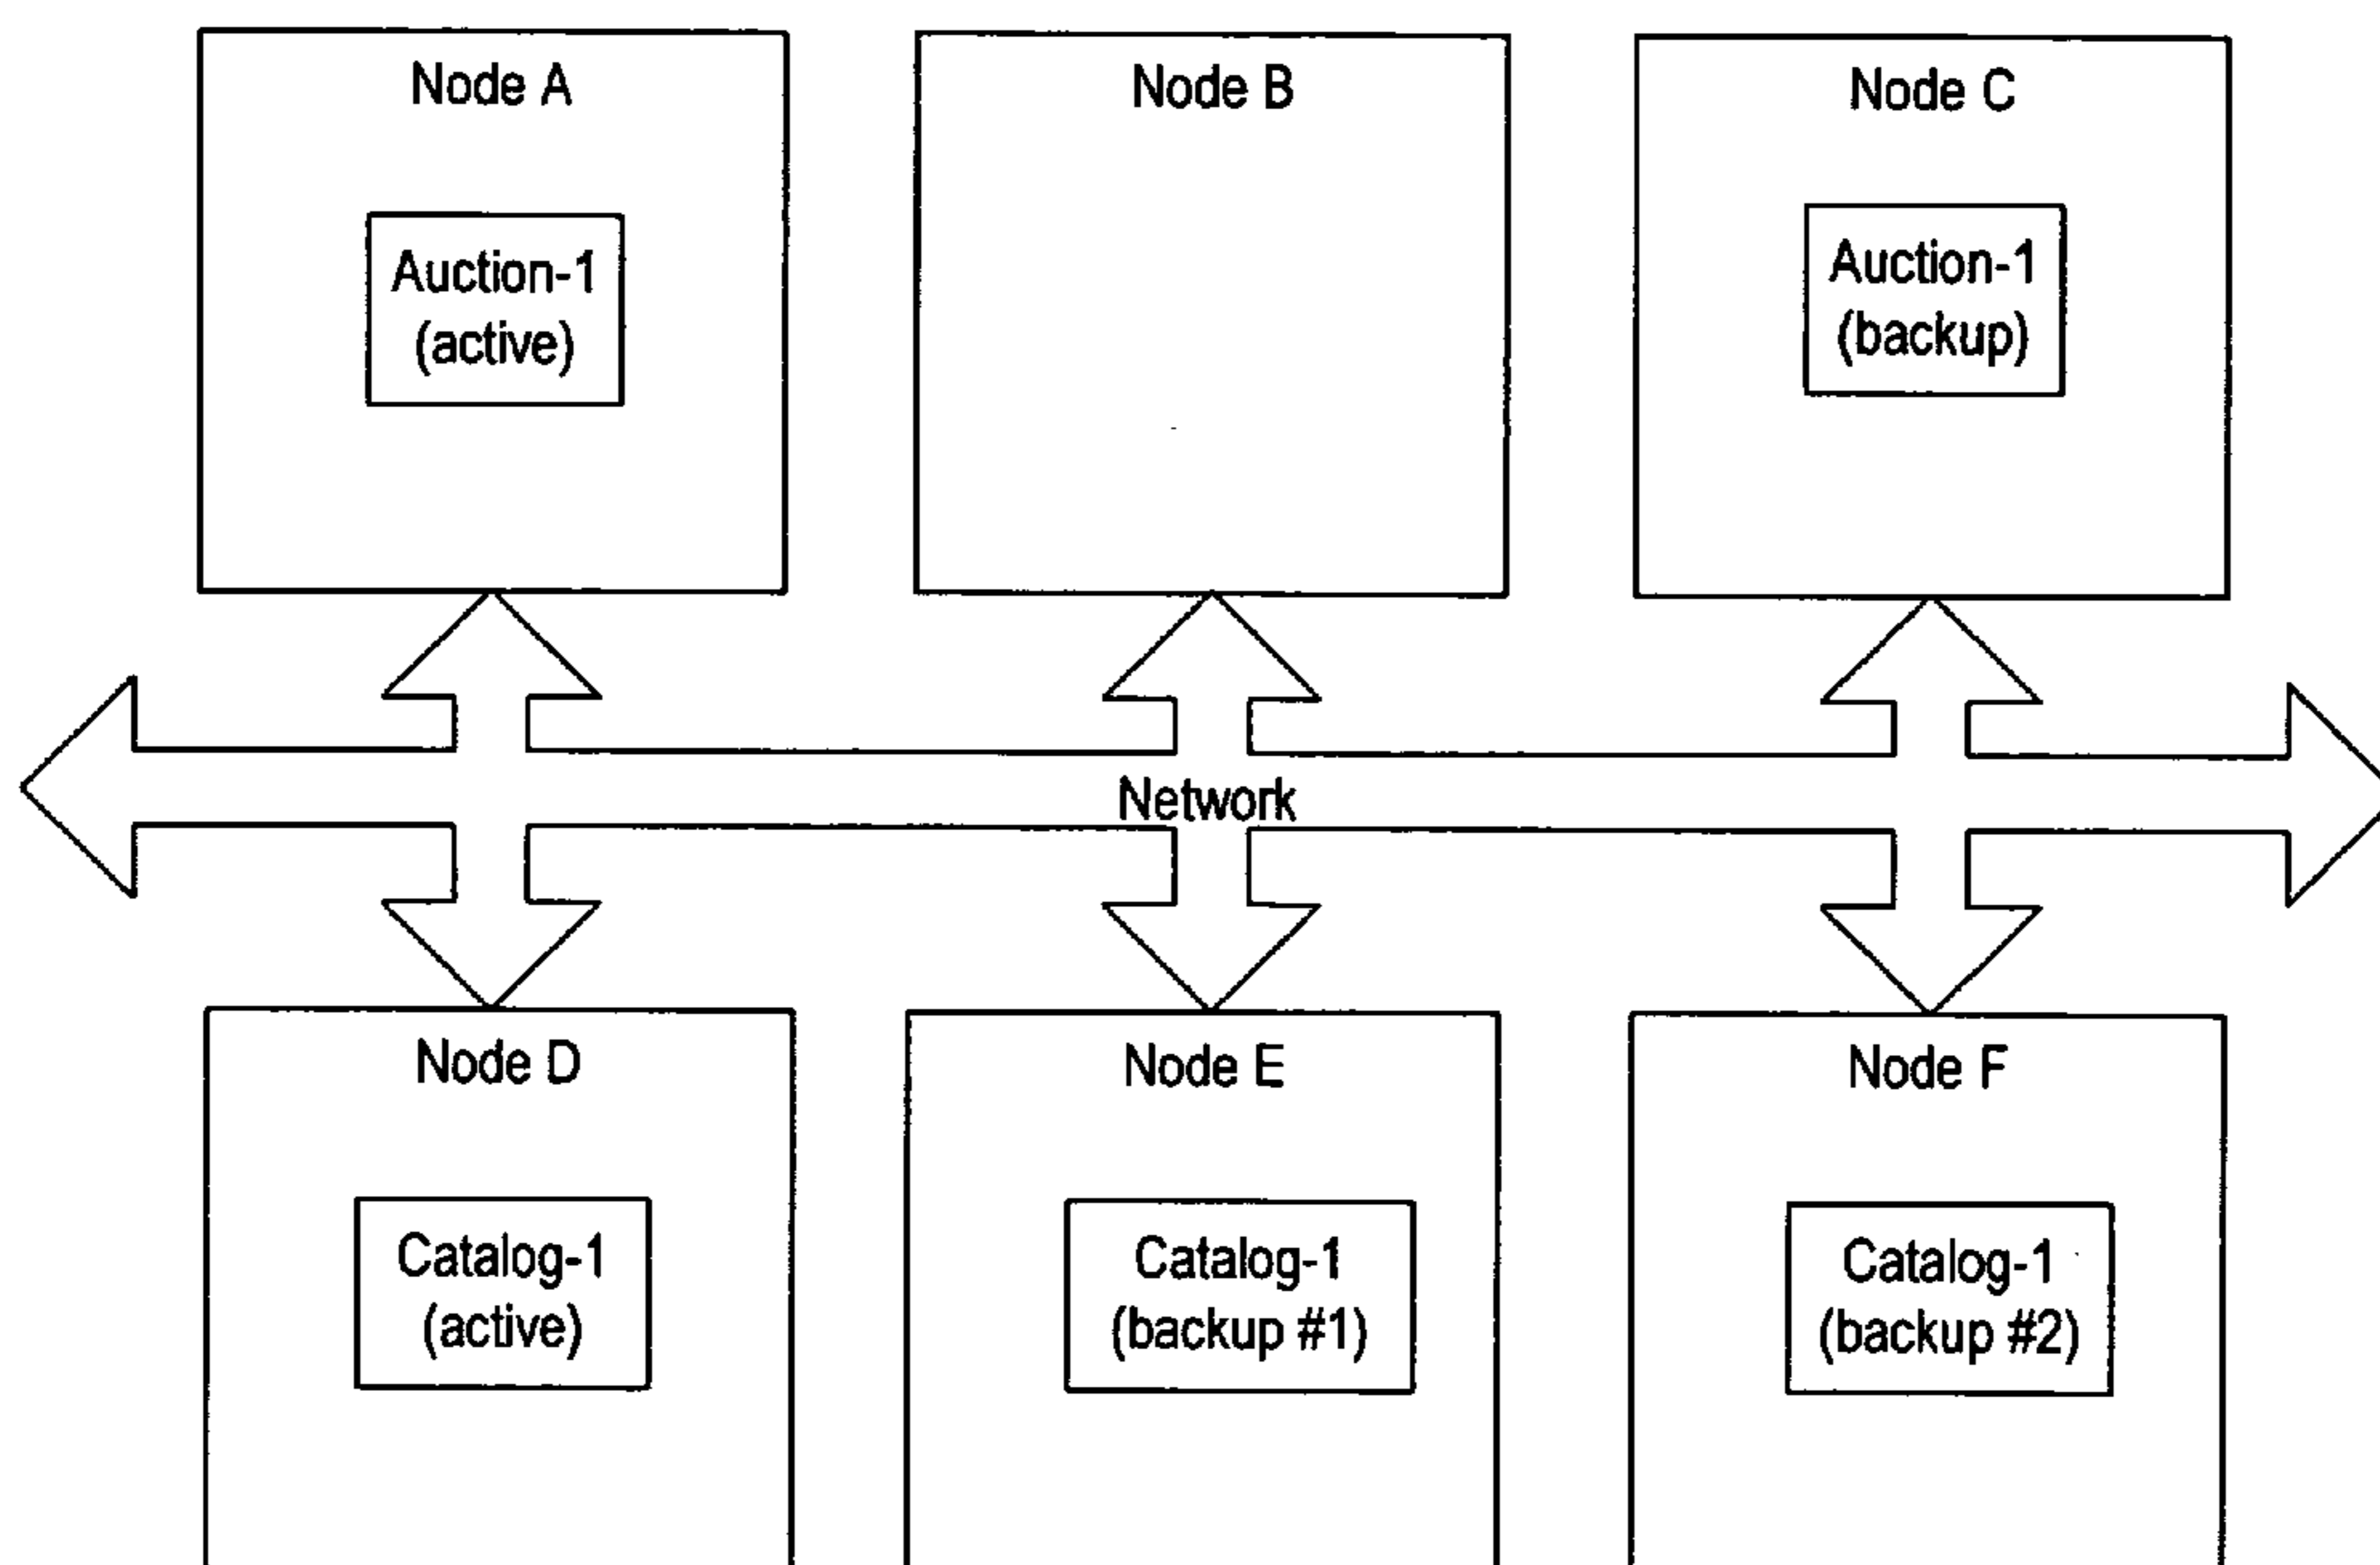 Node A
Node B
Node C
Auction-1
(active)
Auction-1
(backup)
Network
Node D
Node E
Node F
Catalog-1
(active)
Catalog-1
(backup #1)
Catalog-1
(backup #2)